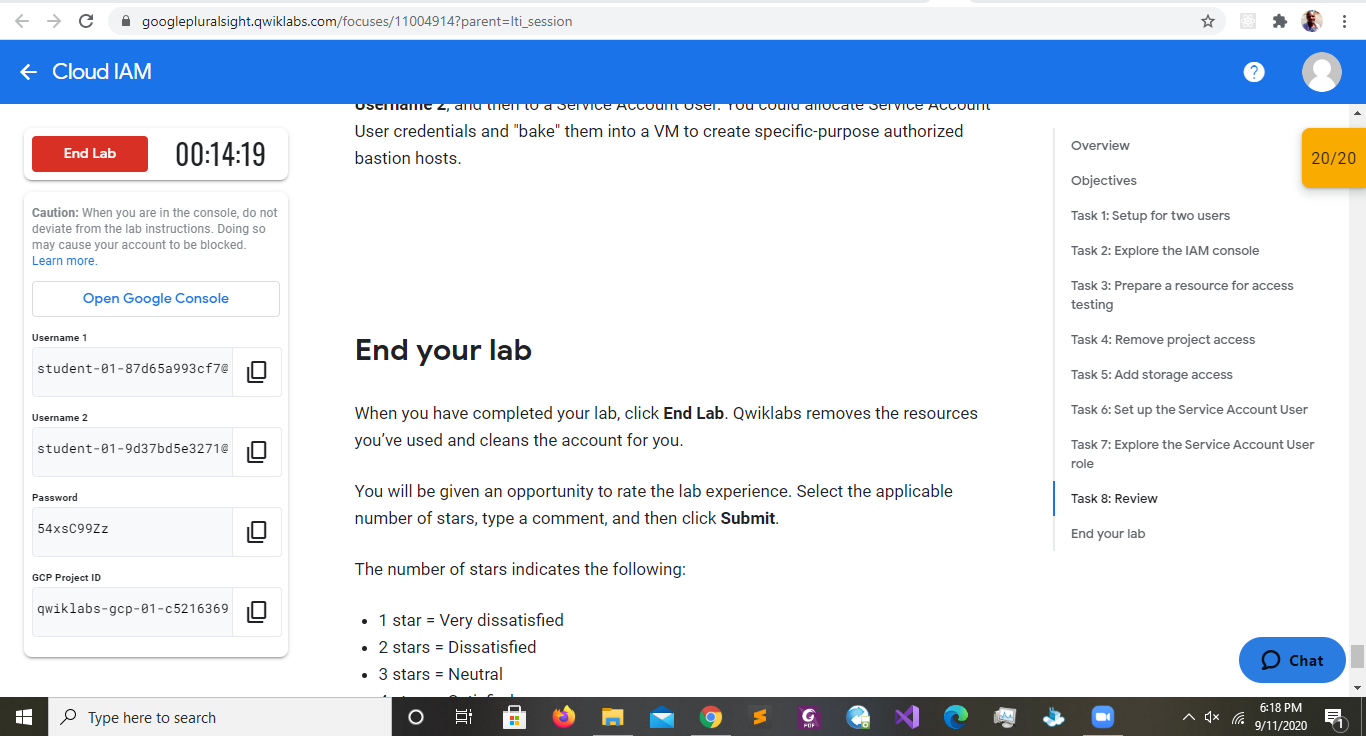 googlepluralsight.qwiklabs.com/focuses/11004914?parent=lti_session
Cloud IAM
?
Username 2, and then to a Service Account User. You could allocate Service Account
User credentials and "bake" them into a VM to create specific-purpose authorized
bastion hosts.
End Lab
00:14:19
Caution: When you are in the console, do not
deviate from the lab instructions. Doing so
may cause your account to be blocked.
Learn more.
Open Google Console
Username 1
student-01-87d65a993cf7@
Username 2
student-01-9d37bd5e3271@
Password
54xsC99Zz
GCP Project ID
qwiklabs-gcp-01-c5216369
End your lab
When you have completed your lab, click End Lab. Qwiklabs removes the resources
you’ve used and cleans the account for you.
You will be given an opportunity to rate the lab experience. Select the applicable
number of stars, type a comment, and then click Submit.
The number of stars indicates the following:
• 1 star = Very dissatisfied
• 2 stars = Dissatisfied
• 3 stars = Neutral
Overview
Objectives
Task 1: Setup for two users
Task 2: Explore the IAM console
Task 3: Prepare a resource for access
testing
Task 4: Remove project access
Task 5: Add storage access
Task 6: Set up the Service Account User
Task 7: Explore the Service Account User
role
Task 8: Review
End your lab
20/20
Chat
Type here to search
PDF
6:18 PM
9/11/2020
1